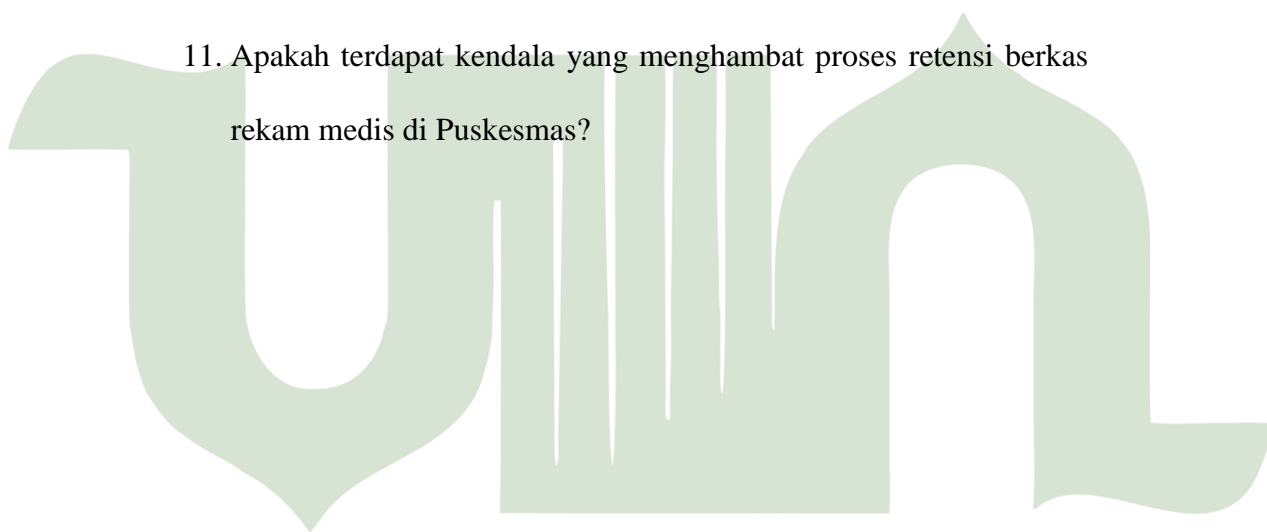 11. Apakah terdapat kendala yang menghambat proses retensi berkas
rekam medis di Puskesmas?